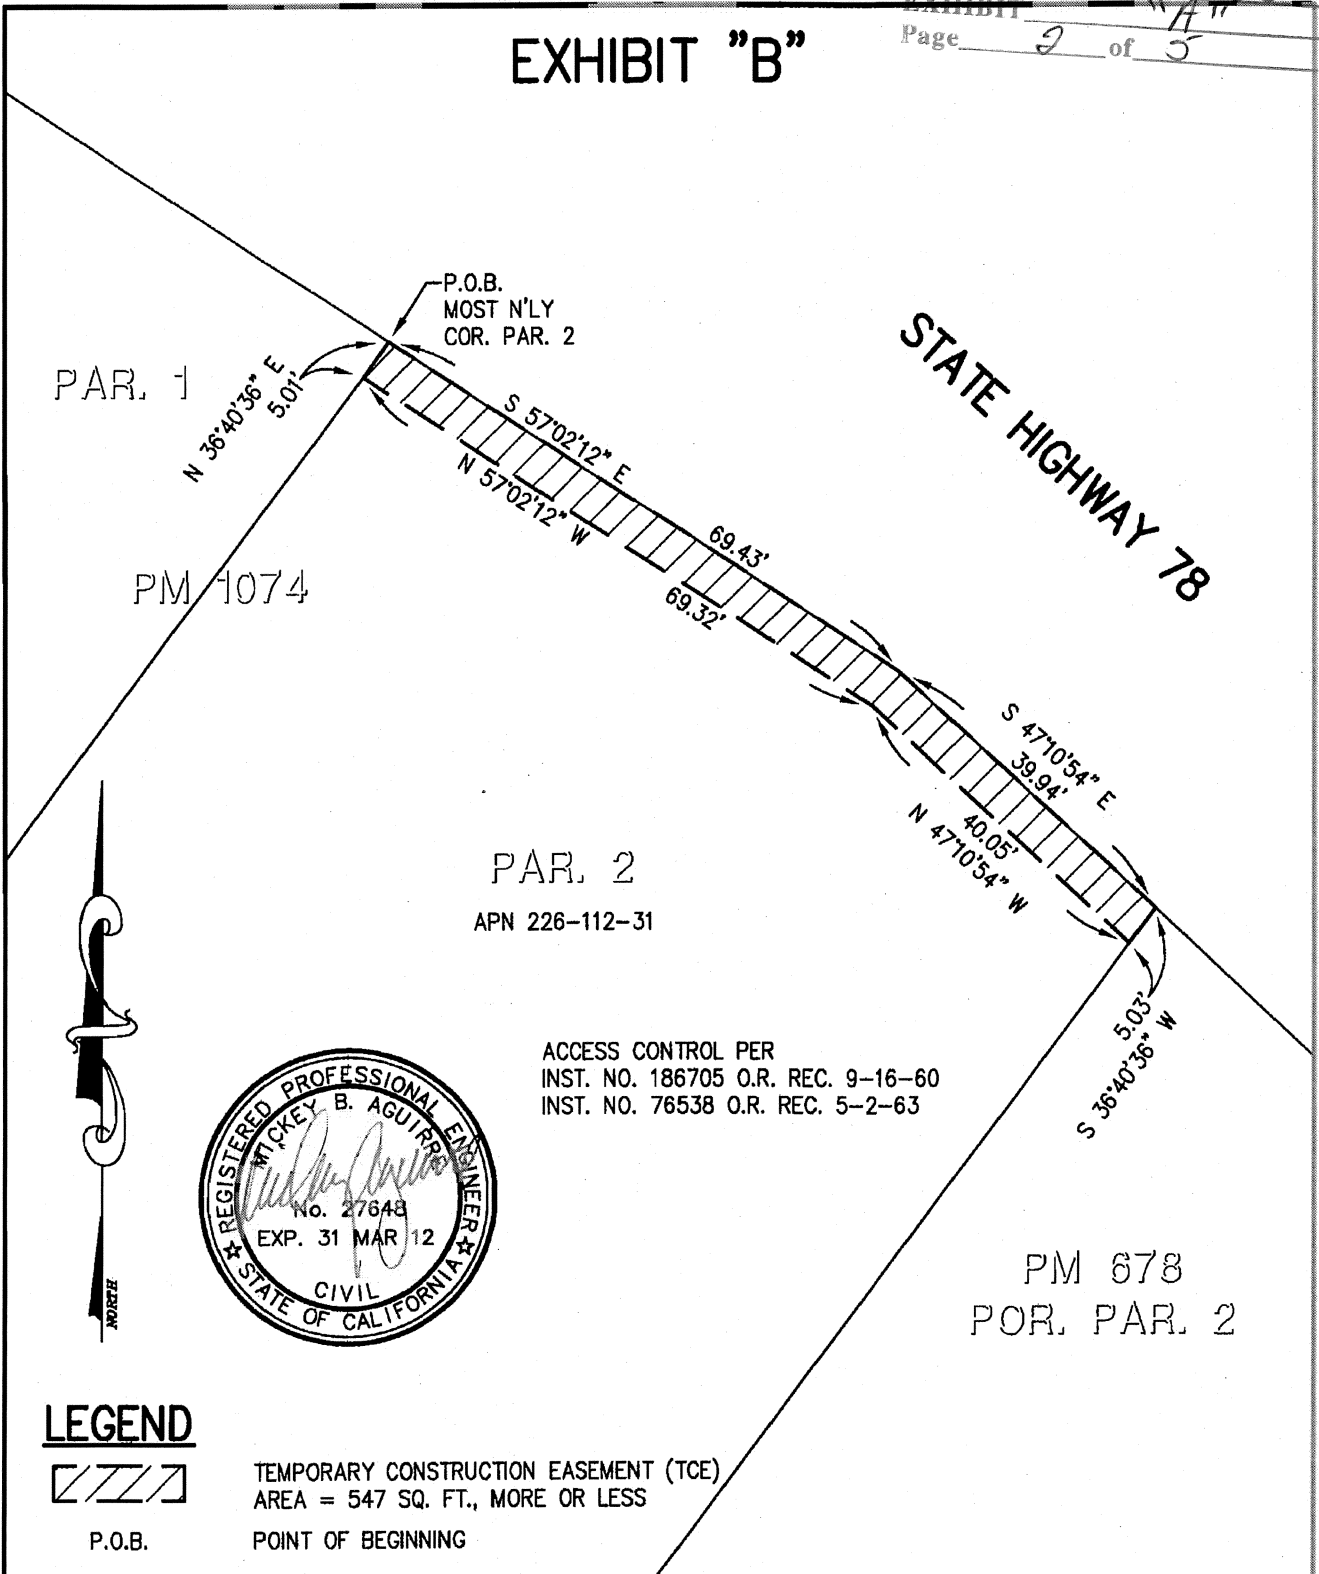 EXHIBIT "A"
Page 2 of 5
EXHIBIT "B"
P.O.B.
MOST N'LY
COR. PAR. 2
STATE HIGHWAY 78
PAR. 1
N 36°40'36" E
5.01'
S 57°02'12" E
69.43'
N 57°02'12" W
69.32'
PM 1074
S 47°10'54" E
39.94'
40.05'
N 47°10'54" W
PAR. 2
APN 226-112-31
5.03'
S 36°40'36" W
ACCESS CONTROL PER
INST. NO. 186705 O.R. REC. 9-16-60
INST. NO. 76538 O.R. REC. 5-2-63
REGISTERED PROFESSIONAL ENGINEER
MICKEY B. AGUIRRE
No. 27648
EXP. 31 MAR 12
CIVIL
STATE OF CALIFORNIA
NORTH
PM 678
POR. PAR. 2
LEGEND
TEMPORARY CONSTRUCTION EASEMENT (TCE)
AREA = 547 SQ. FT., MORE OR LESS
P.O.B. POINT OF BEGINNING